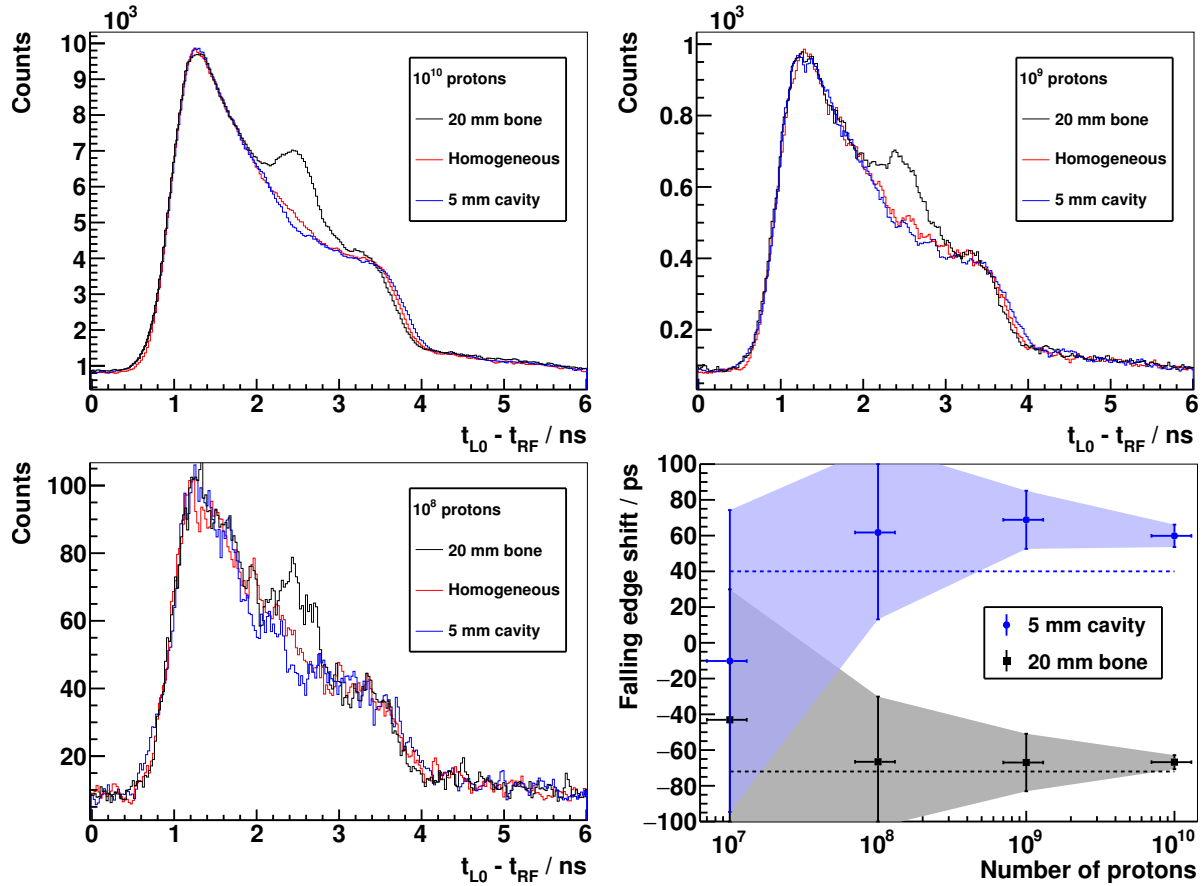 10³
Counts
10
9
8
7
6
5
4
3
2
1
0 1 2 3 4 5 6
t_L0 - t_RF / ns
10¹⁰ protons
20 mm bone
Homogeneous
5 mm cavity
10³
Counts
1
0.8
0.6
0.4
0.2
0 1 2 3 4 5 6
t_L0 - t_RF / ns
10⁹ protons
20 mm bone
Homogeneous
5 mm cavity
Counts
100
80
60
40
20
0 1 2 3 4 5 6
t_L0 - t_RF / ns
10⁸ protons
20 mm bone
Homogeneous
5 mm cavity
Falling edge shift / ps
100
80
60
40
20
0
−20
−40
−60
−80
−100
10⁷ 10⁸ 10⁹ 10¹⁰
Number of protons
5 mm cavity
20 mm bone